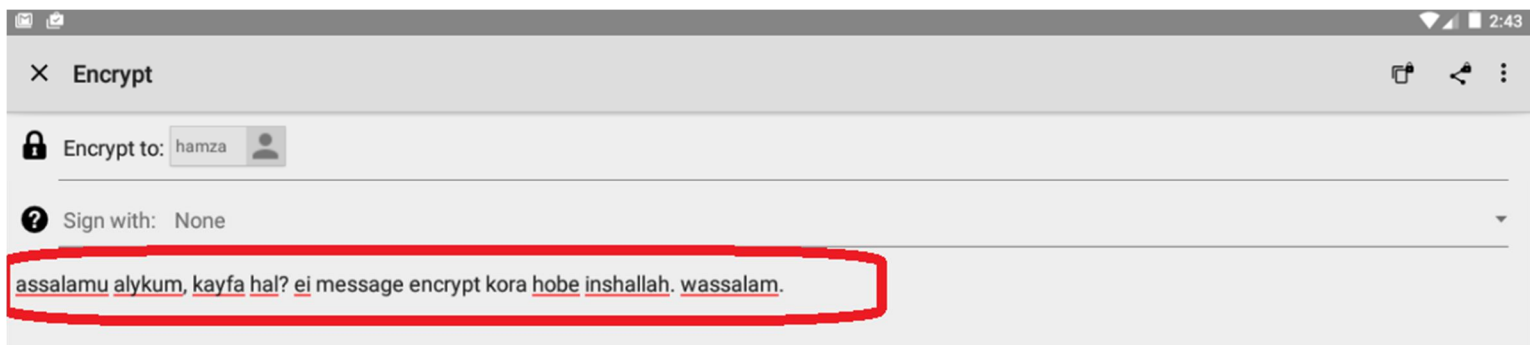 2:43
Encrypt
Encrypt to: hamza
Sign with: None
assalamu alykum, kayfa hal? ei message encrypt kora hobe inshallah. wassalam.